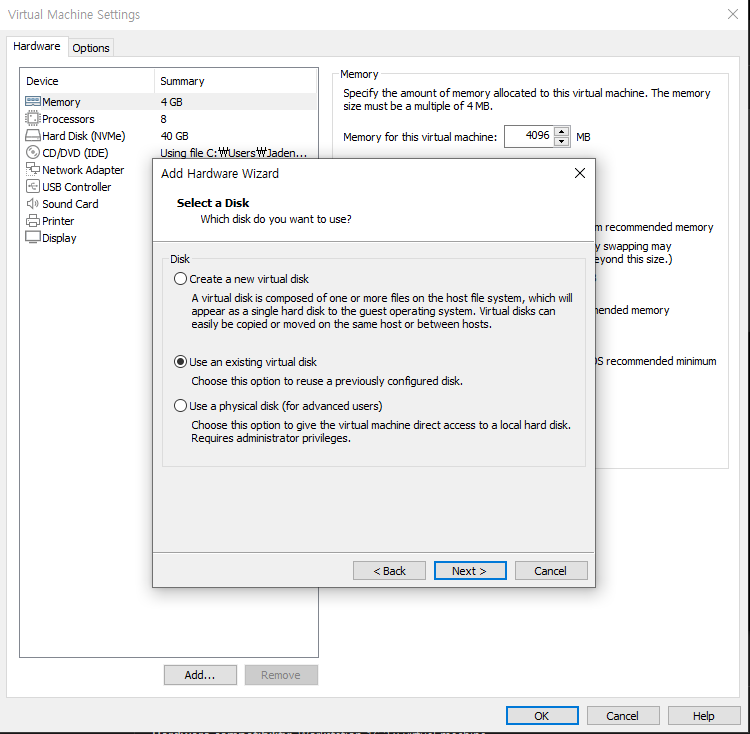 Virtual Machine Settings
Hardware
Options
Device Summary
Memory 4 GB
Processors 8
Hard Disk (NVMe) 40 GB
CD/DVD (IDE) Using file C:₩Users₩Jaden...
Network Adapter
USB Controller
Sound Card
Printer
Display
Add...
Remove
Memory
Specify the amount of memory allocated to this virtual machine. The memory
size must be a multiple of 4 MB.
Memory for this virtual machine: 4096 MB
recommended memory
swapping may
beyond this size.)
memory
recommended minimum
Add Hardware Wizard
Select a Disk
Which disk do you want to use?
Disk
Create a new virtual disk
A virtual disk is composed of one or more files on the host file system, which will
appear as a single hard disk to the guest operating system. Virtual disks can
easily be copied or moved on the same host or between hosts.
Use an existing virtual disk
Choose this option to reuse a previously configured disk.
Use a physical disk (for advanced users)
Choose this option to give the virtual machine direct access to a local hard disk.
Requires administrator privileges.
< Back
Next >
Cancel
OK
Cancel
Help